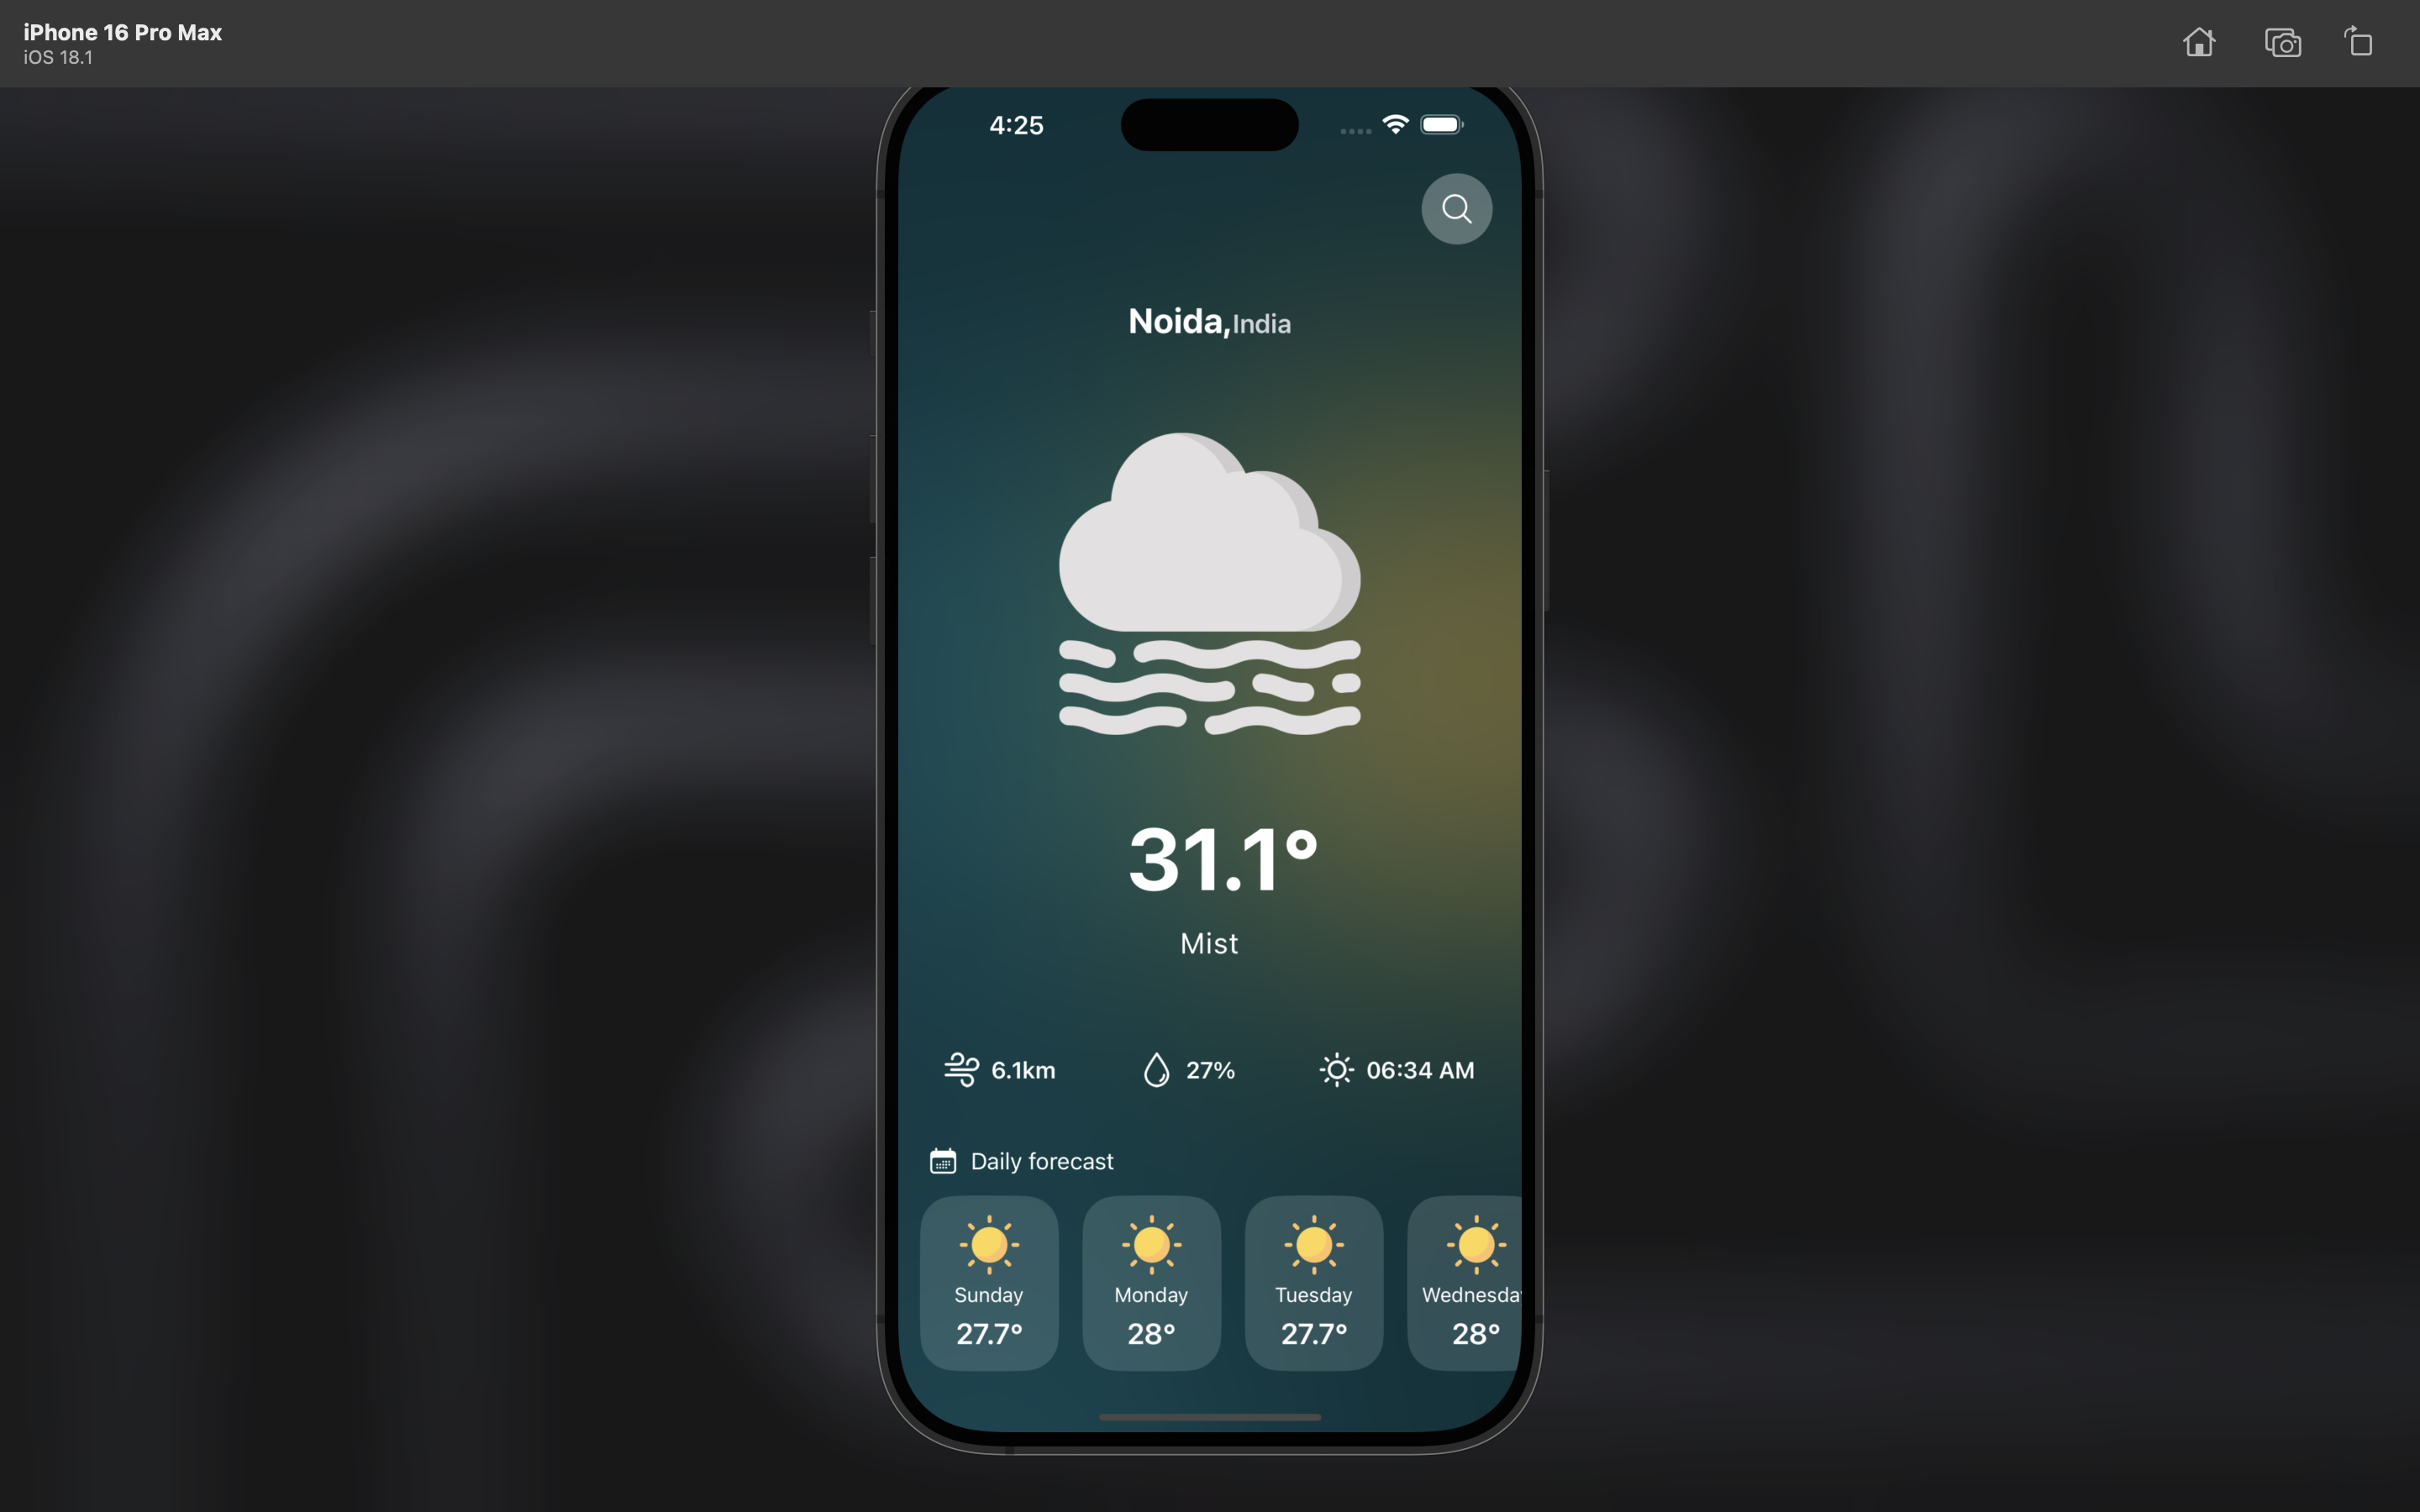 iPhone 16 Pro Max
iOS 18.1
4:25
Noida,India
31.1°
Mist
6.1km 27% 06:34 AM
Daily forecast
Sunday Monday Tuesday Wednesday
27.7° 28° 27.7° 28°